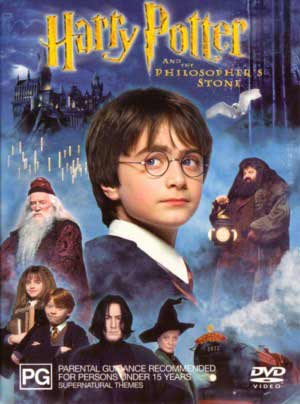 Harry Potter
AND THE
PHILOSOPHER'S
STONE
PG
PARENTAL GUIDANCE RECOMMENDED
FOR PERSONS UNDER 15 YEARS
SUPERNATURAL THEMES
DVD
VIDEO